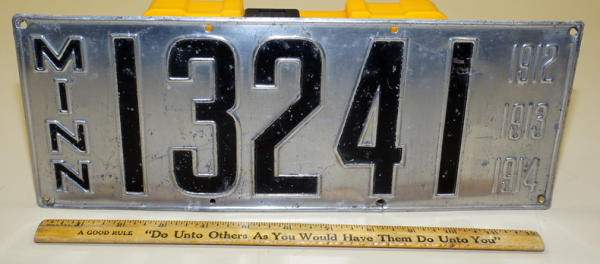 MINN
13241
1912
1913
1914
A GOOD RULE "Do Unto Others As You Would Have Them Do Unto You"